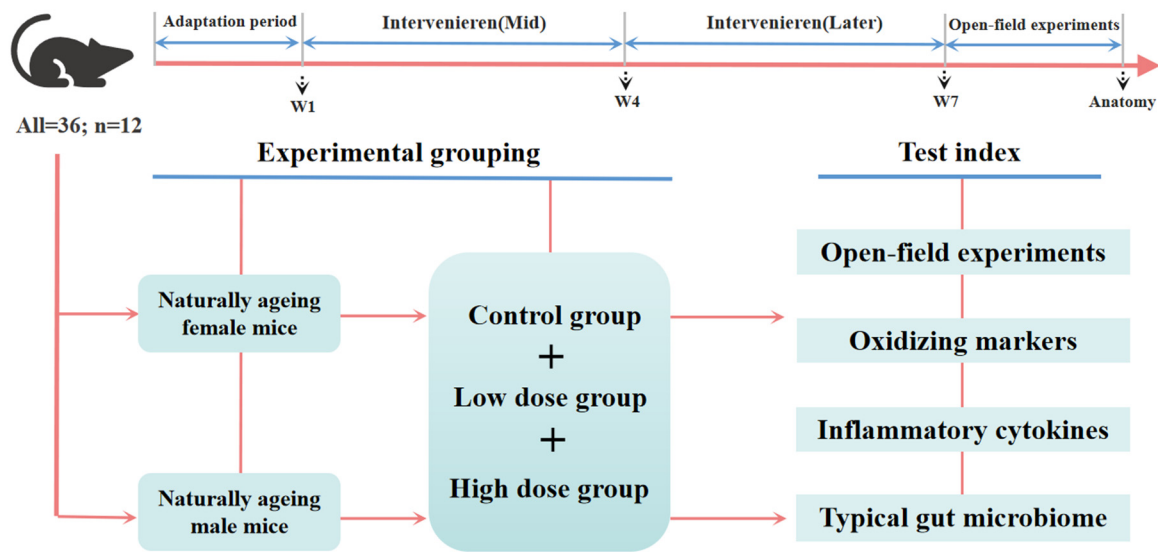 Adaptation period
Intervenieren(Mid)
Intervenieren(Later)
Open-field experiments
W1
W4
W7
Anatomy
All=36; n=12
Experimental grouping
Test index
Naturally ageing
female mice
Naturally ageing
male mice
Control group
+
Low dose group
+
High dose group
Open-field experiments
Oxidizing markers
Inflammatory cytokines
Typical gut microbiome